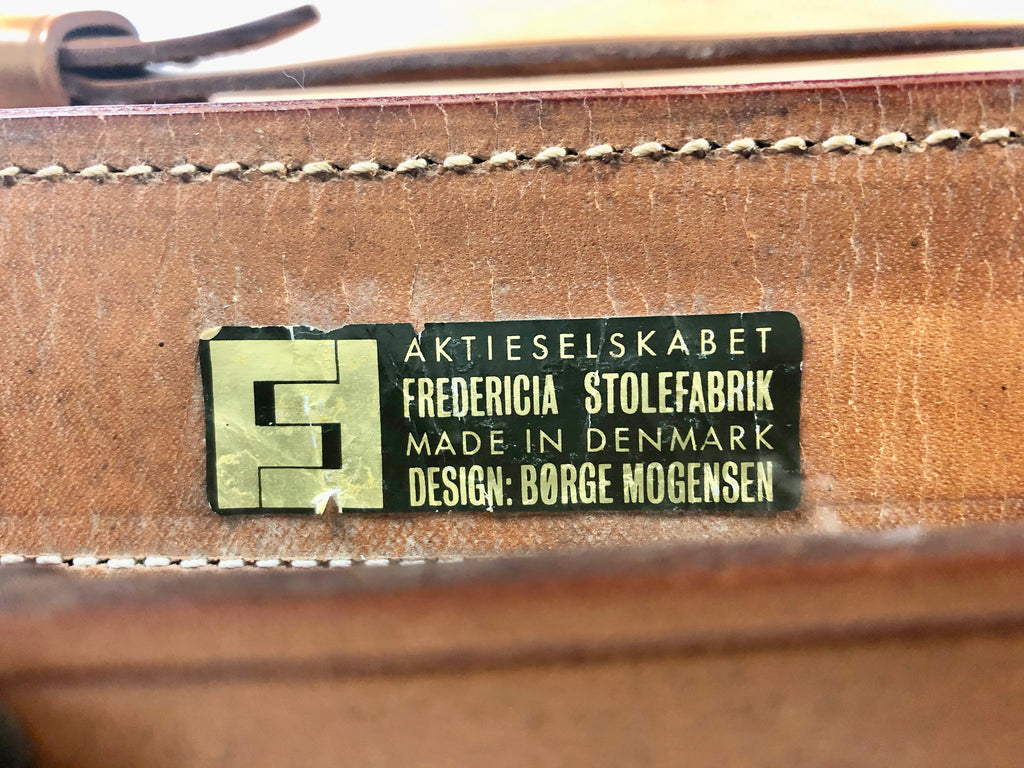 AKTIESELSKABET
FREDERICIA STOLEFABRIK
MADE IN DENMARK
DESIGN: BØRGE MOGENSEN